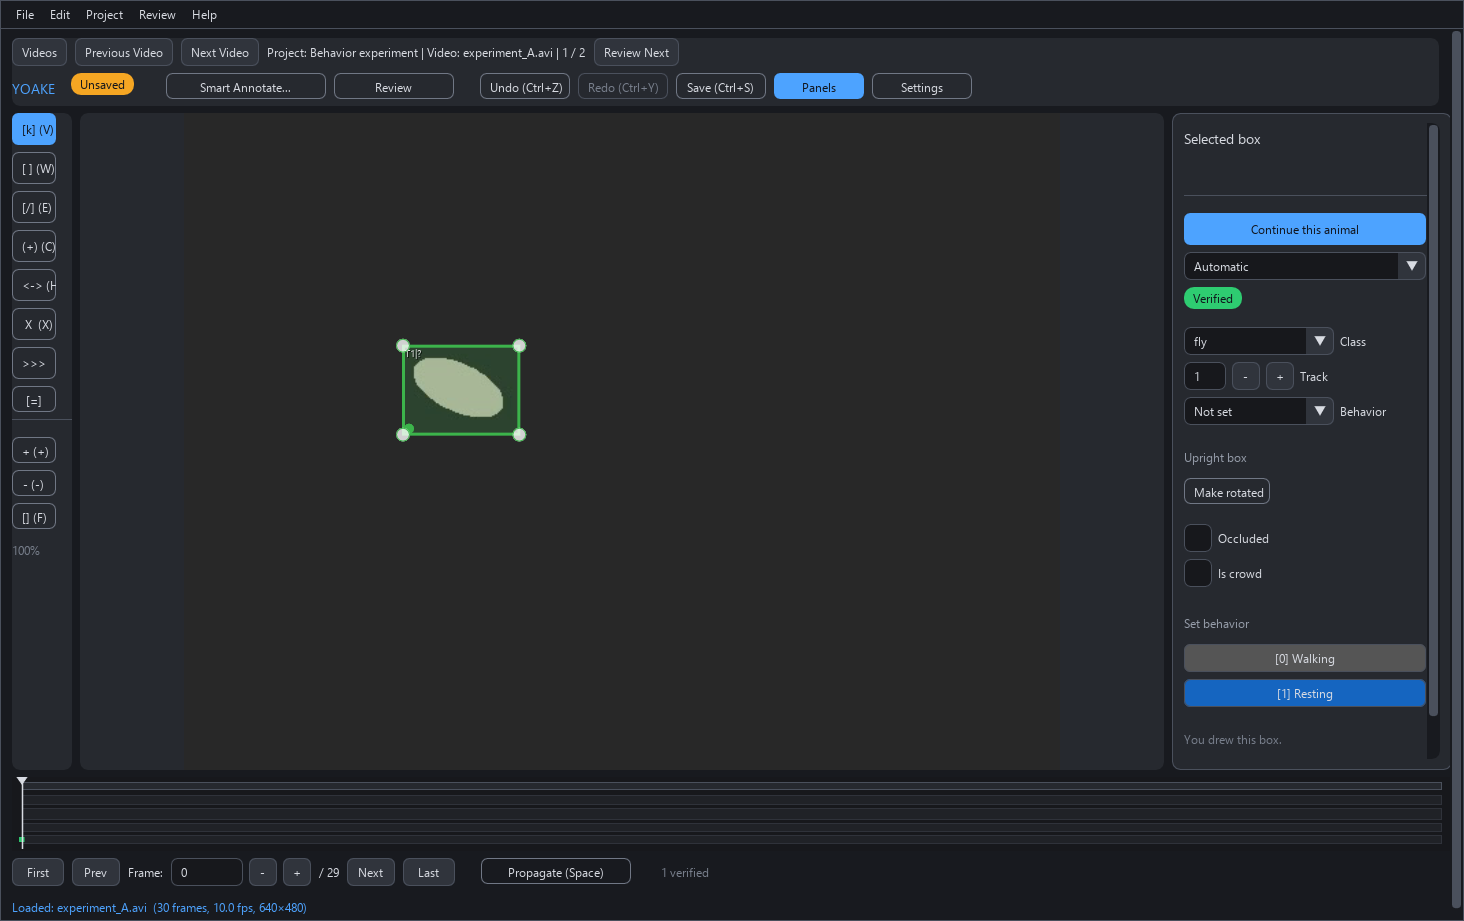 File Edit Project Review Help
Videos Previous Video Next Video Project: Behavior experiment | Video: experiment_A.avi | 1 / 2 Review Next
YOAKE Unsaved Smart Annotate... Review Undo (Ctrl+Z) Redo (Ctrl+Y) Save (Ctrl+S) Panels Settings
[k] (V)
[ ] (W)
[/] (E)
(+) (C)
<-> (H
X (X)
>>>
[=]
+ (+)
- (-)
[] (F)
100%
T1|?
Selected box
Continue this animal
Automatic
Verified
fly Class
1 - + Track
Not set Behavior
Upright box
Make rotated
Occluded
Is crowd
Set behavior
[0] Walking
[1] Resting
You drew this box.
First Prev Frame: 0 - + / 29 Next Last Propagate (Space) 1 verified
Loaded: experiment_A.avi (30 frames, 10.0 fps, 640×480)